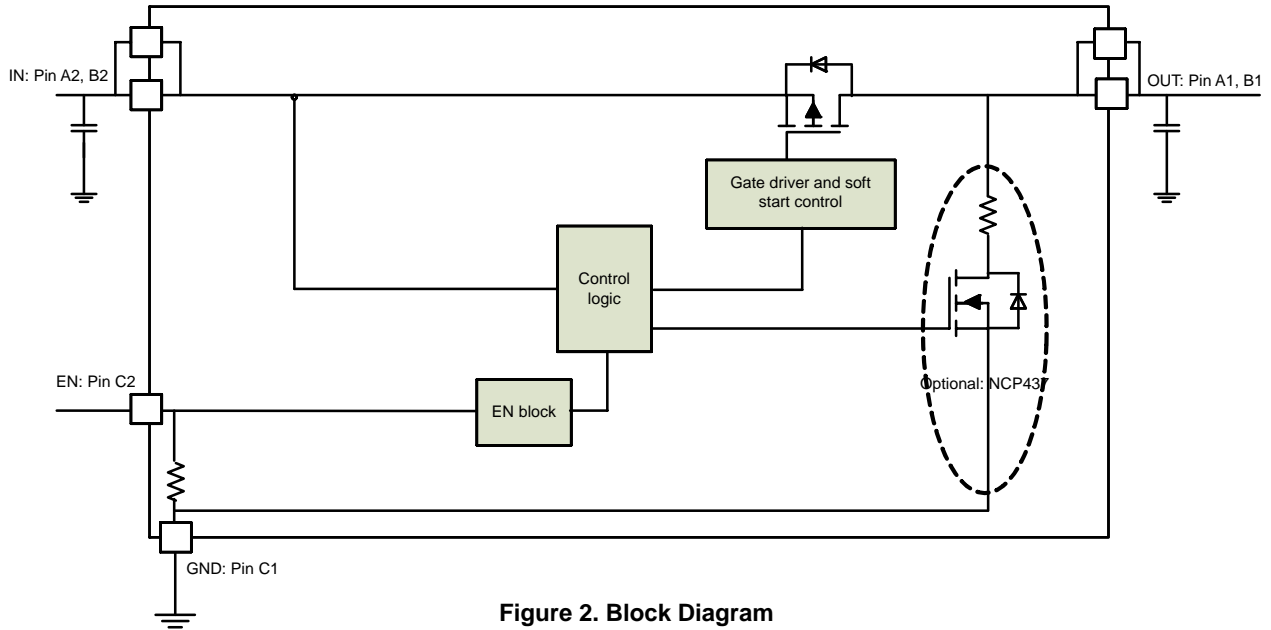 IN: Pin A2, B2
OUT: Pin A1, B1
Gate driver and soft
start control
Control
logic
EN: Pin C2
Optional: NCP437
EN block
GND: Pin C1
Figure 2. Block Diagram